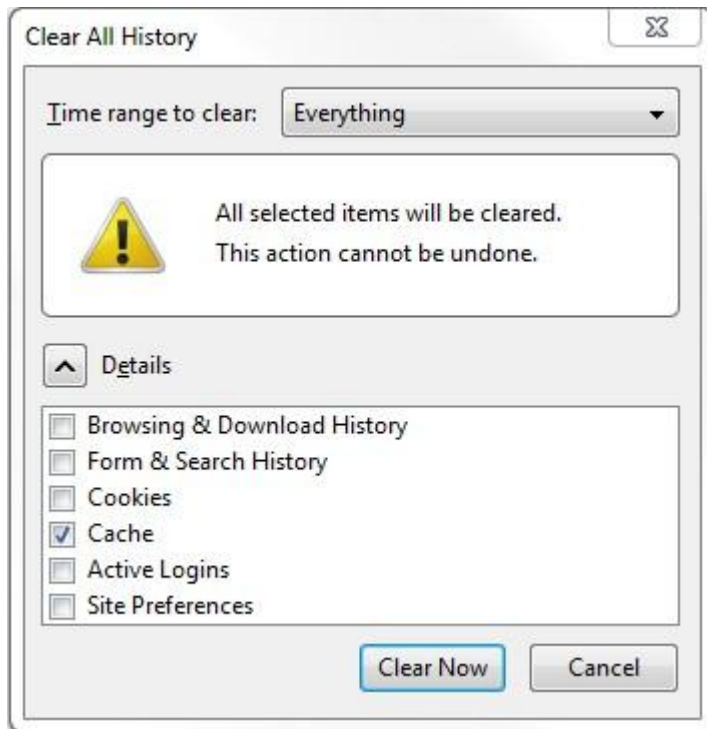 Clear All History
Time range to clear: Everything
All selected items will be cleared.
This action cannot be undone.
Details
Browsing & Download History
Form & Search History
Cookies
Cache
Active Logins
Site Preferences
Clear Now Cancel